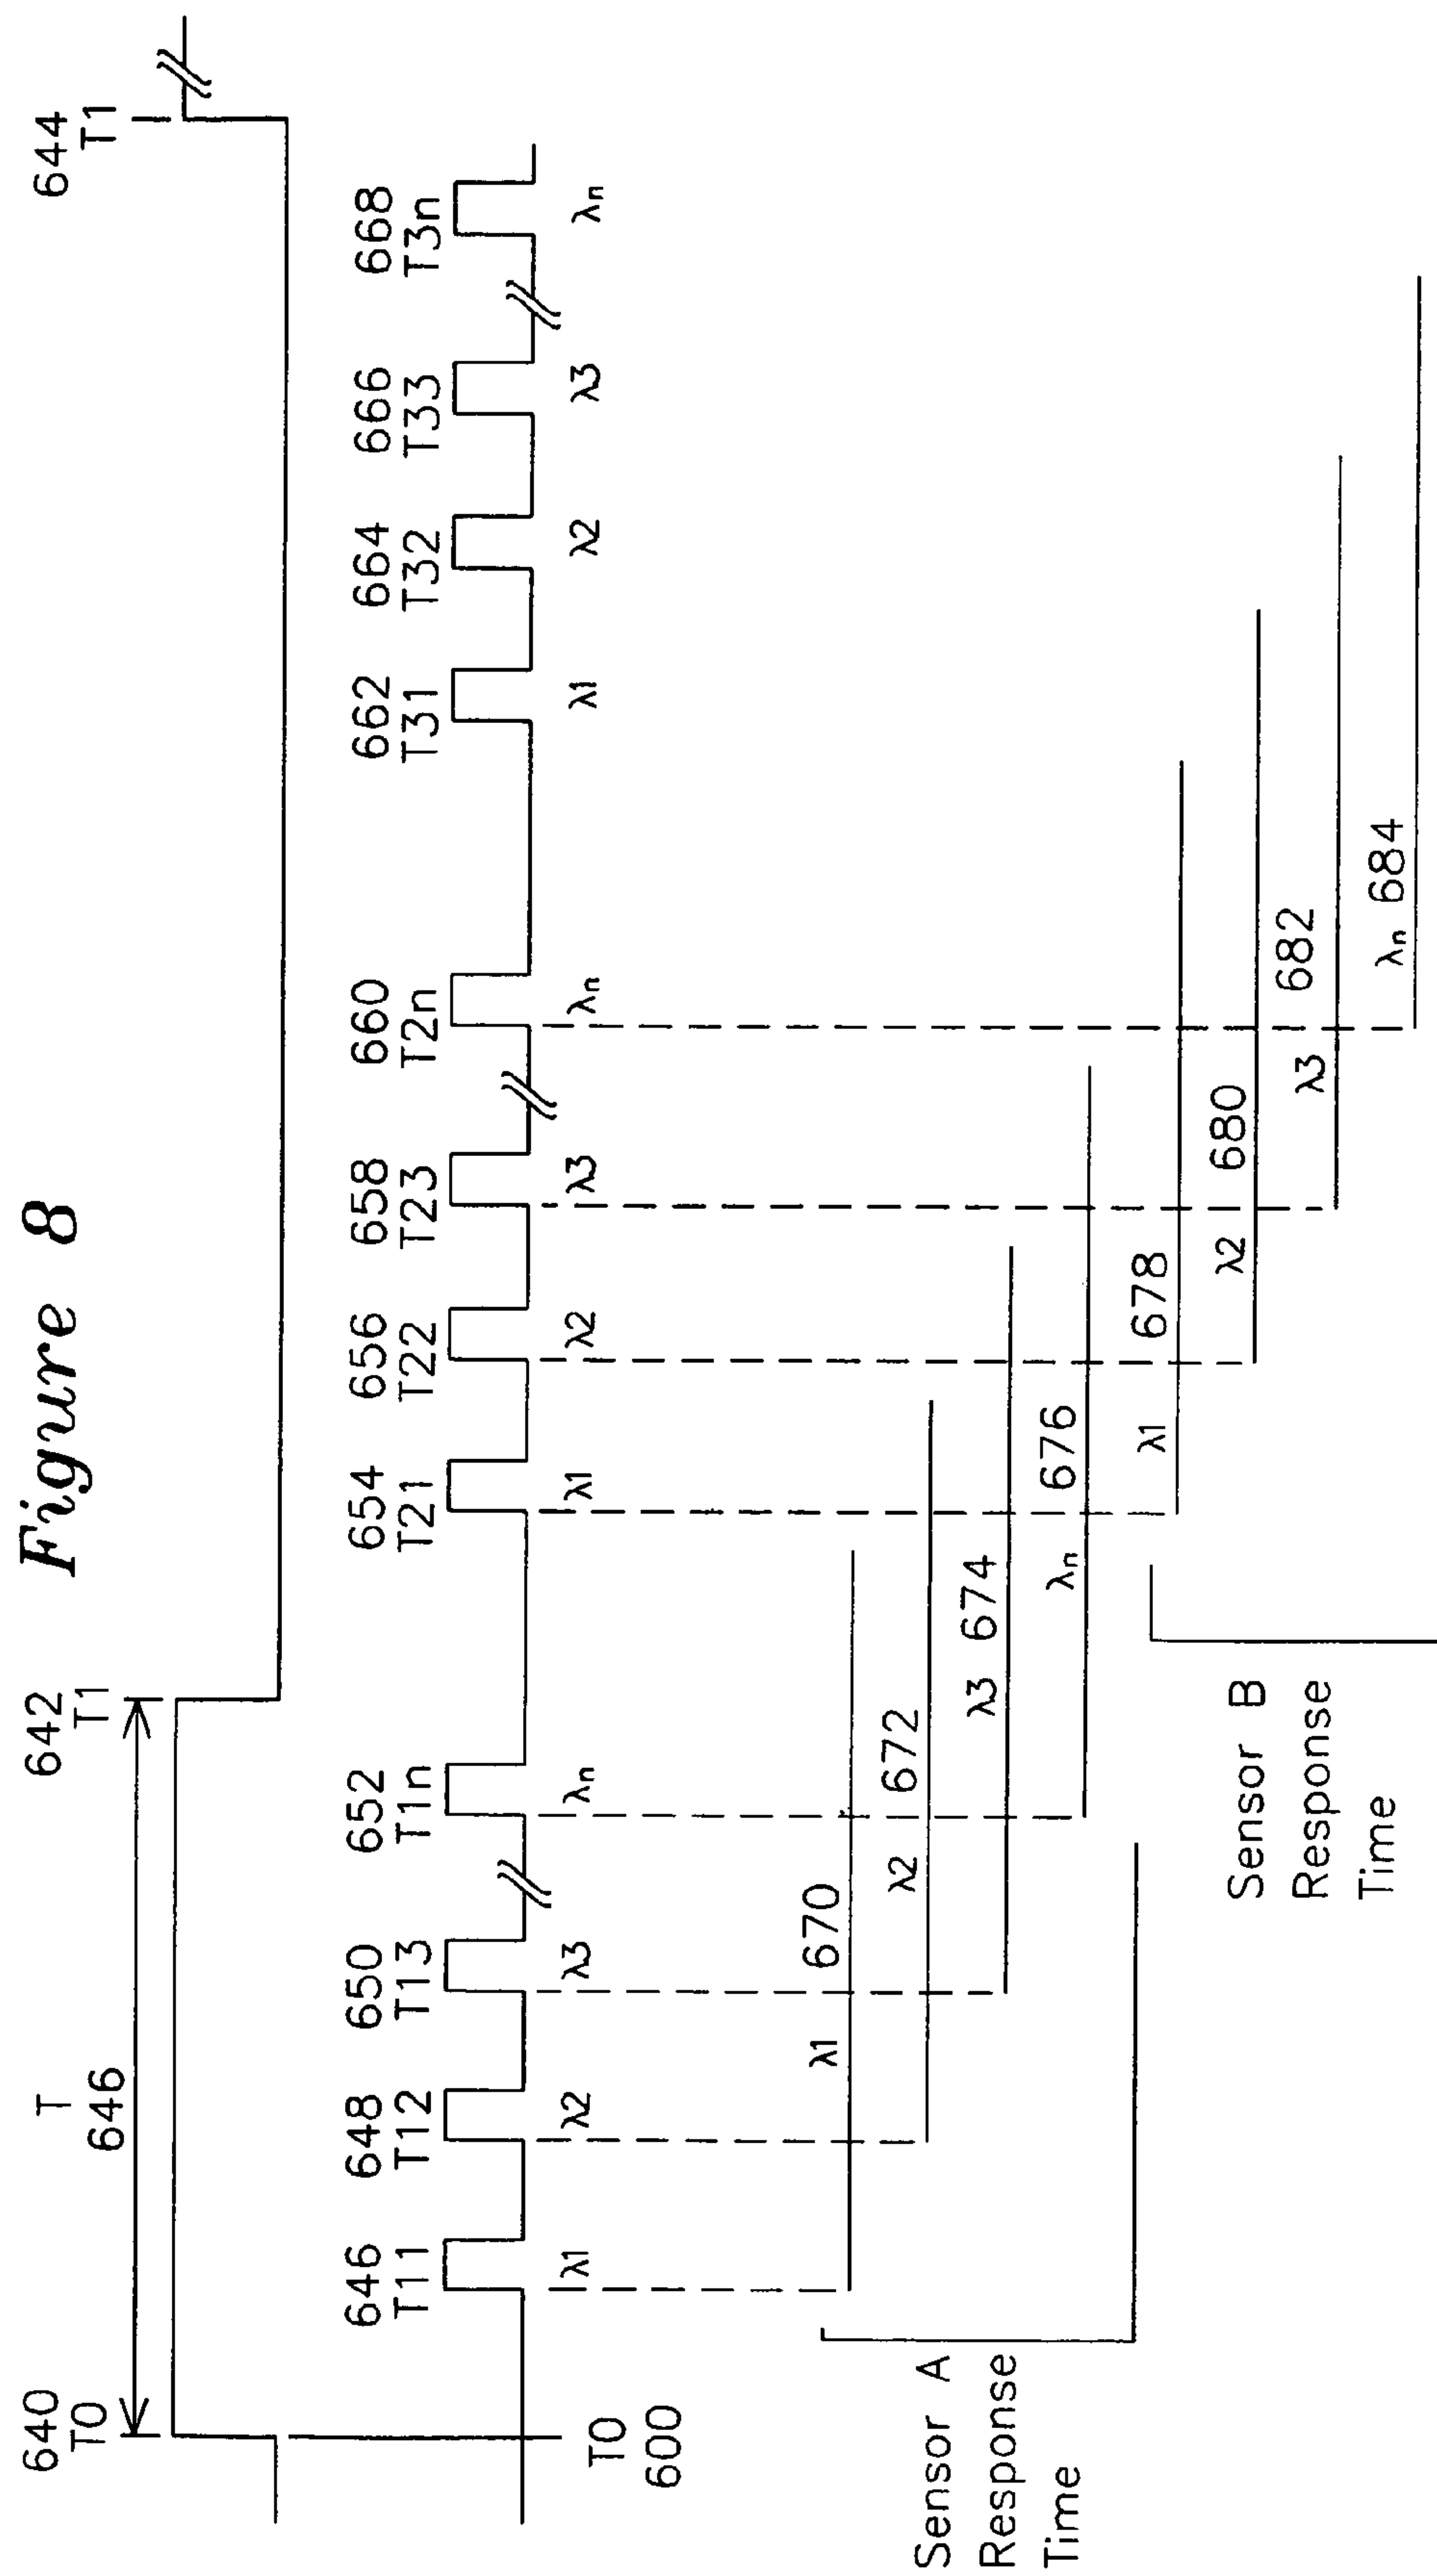 Figure 8
640
T0
T
646
642
T1
644
T1
646
T11
648
T12
650
T13
652
T1n
654
T21
656
T22
658
T23
660
T2n
662
T31
664
T32
666
T33
668
T3n
λ1
λ2
λ3
λn
λ1
λ2
λ3
λn
λ1
λ2
λ3
λn
T0
600
λ1 670
λ2 672
λ3 674
λn 676
λ1 678
λ2 680
λ3 682
λn 684
Sensor A
Response
Time
Sensor B
Response
Time